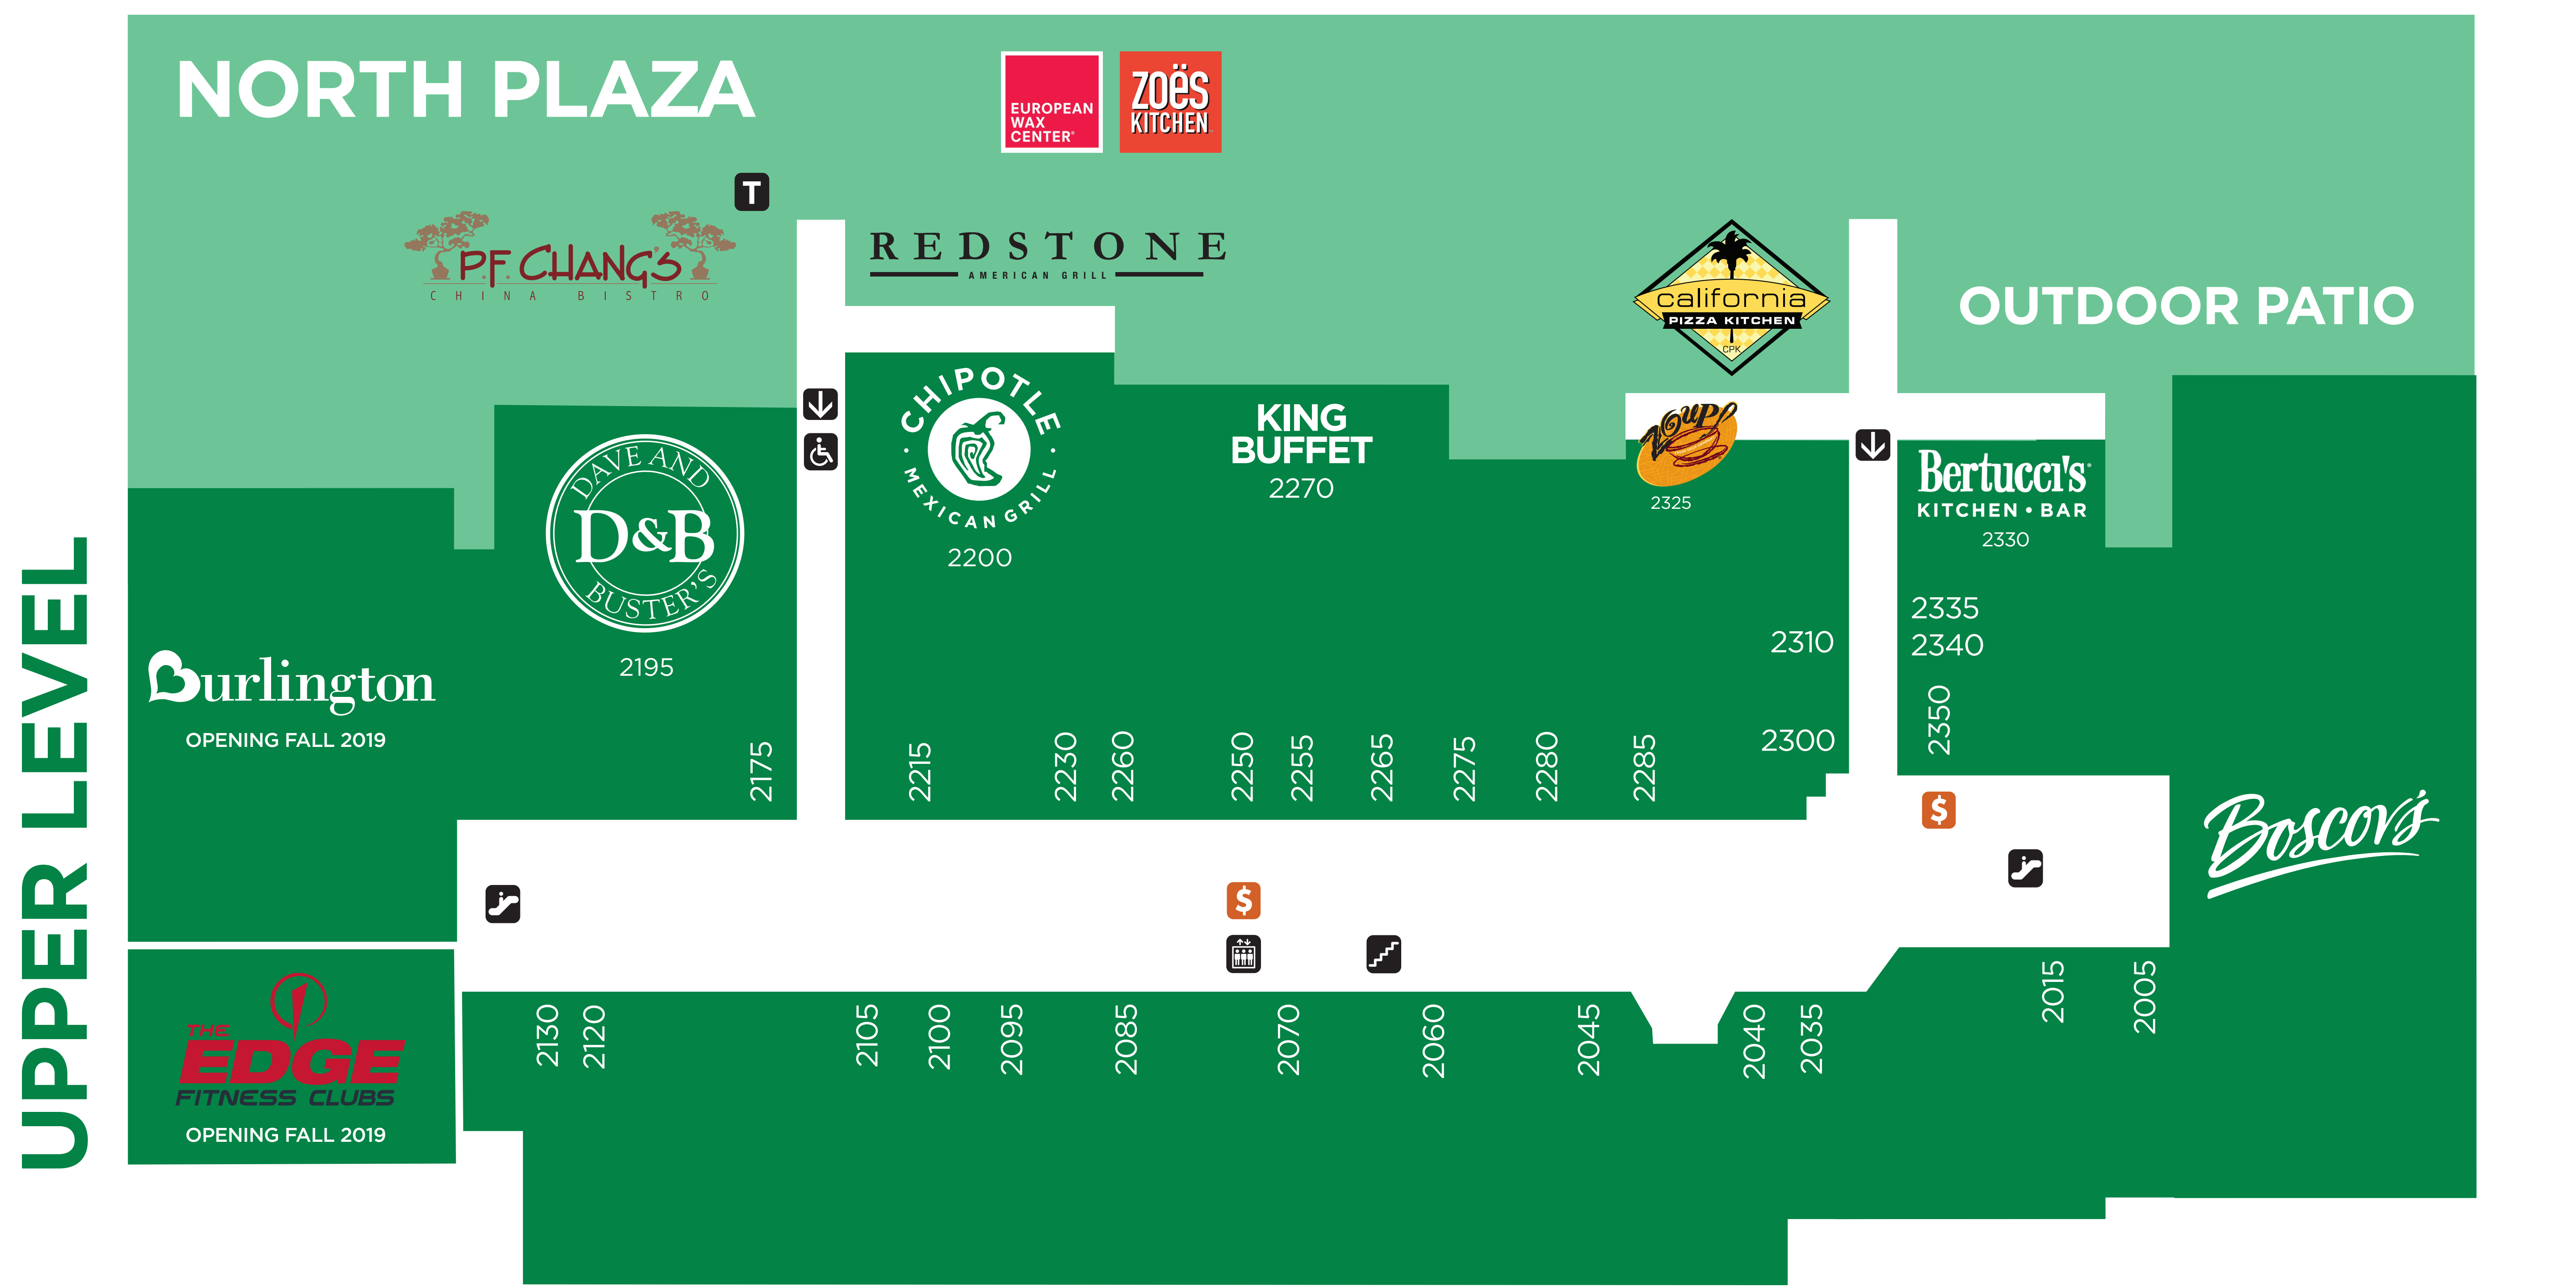 UPPER LEVEL
NORTH PLAZA
EUROPEAN
WAX
CENTER®
ZOËS
KITCHEN
T
P.F. CHANG'S
CHINA BISTRO
REDSTONE
AMERICAN GRILL
california
PIZZA KITCHEN
CPK
OUTDOOR PATIO
DAVE AND
D&B
BUSTER'S
2195
CHIPOTLE
MEXICAN GRILL
2200
KING
BUFFET
2270
Zoup!
2325
Bertucci's
KITCHEN • BAR
2330
2335
2340
2350
2310
2300
Burlington
OPENING FALL 2019
2175
2215
2230
2260
2250
2255
2265
2275
2280
2285
$
$
Boscov's
THE
EDGE
FITNESS CLUBS
OPENING FALL 2019
2130
2120
2105
2100
2095
2085
2070
2060
2045
2040
2035
2015
2005